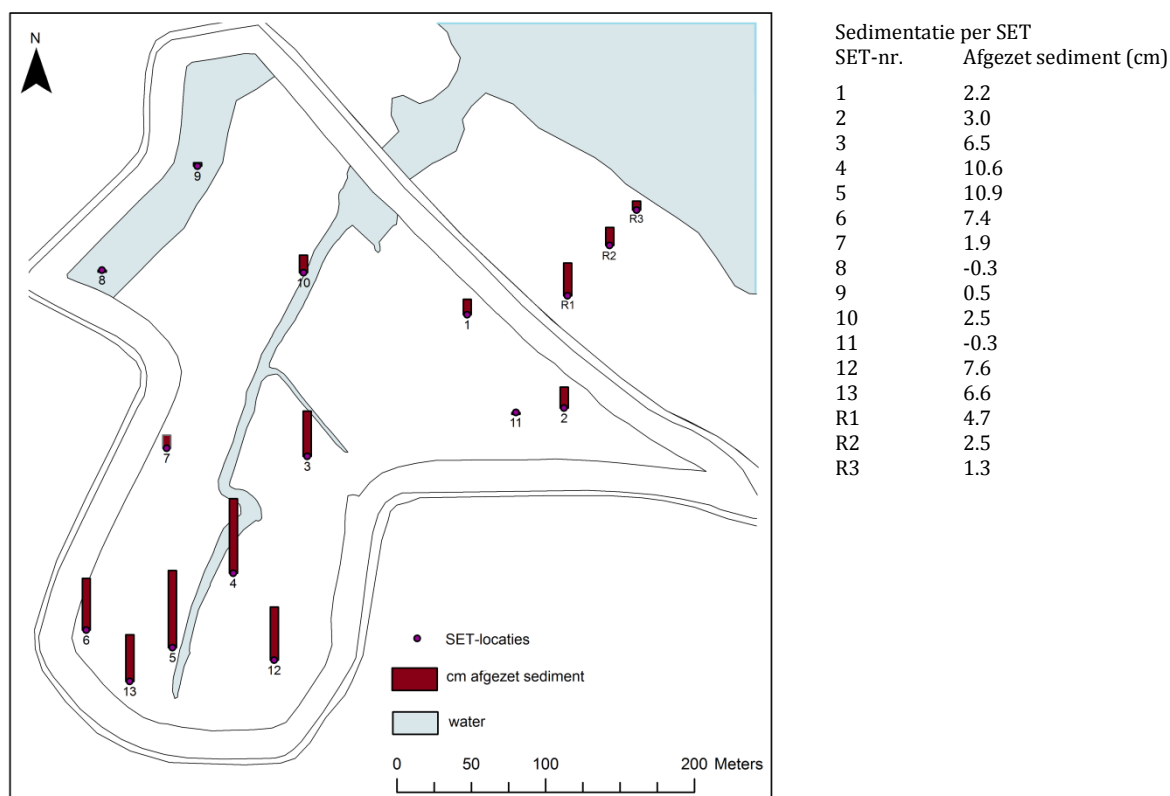 N
9
8
10
R3
R2
R1
1
2
11
3
7
4
6
5
12
13
SET-locaties
cm afgezet sediment
water
0 50 100 200 Meters
Sedimentatie per SET
SET-nr. Afgezet sediment (cm)
1 2.2
2 3.0
3 6.5
4 10.6
5 10.9
6 7.4
7 1.9
8 -0.3
9 0.5
10 2.5
11 -0.3
12 7.6
13 6.6
R1 4.7
R2 2.5
R3 1.3